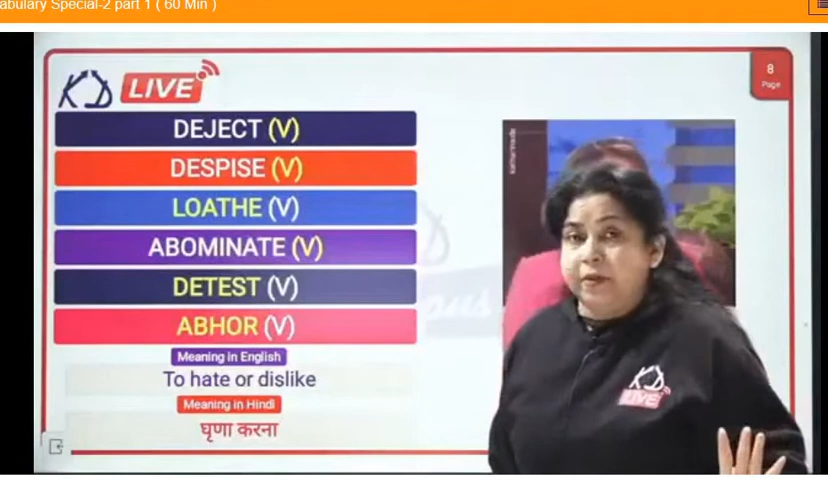 abulary Special-2 part 1 ( 60 Min )
KD LIVE
8
Page
DEJECT (V)
DESPISE (V)
LOATHE (V)
ABOMINATE (V)
DETEST (V)
ABHOR (V)
Meaning in English
To hate or dislike
Meaning in Hindi
घृणा करना
KD
LIVE